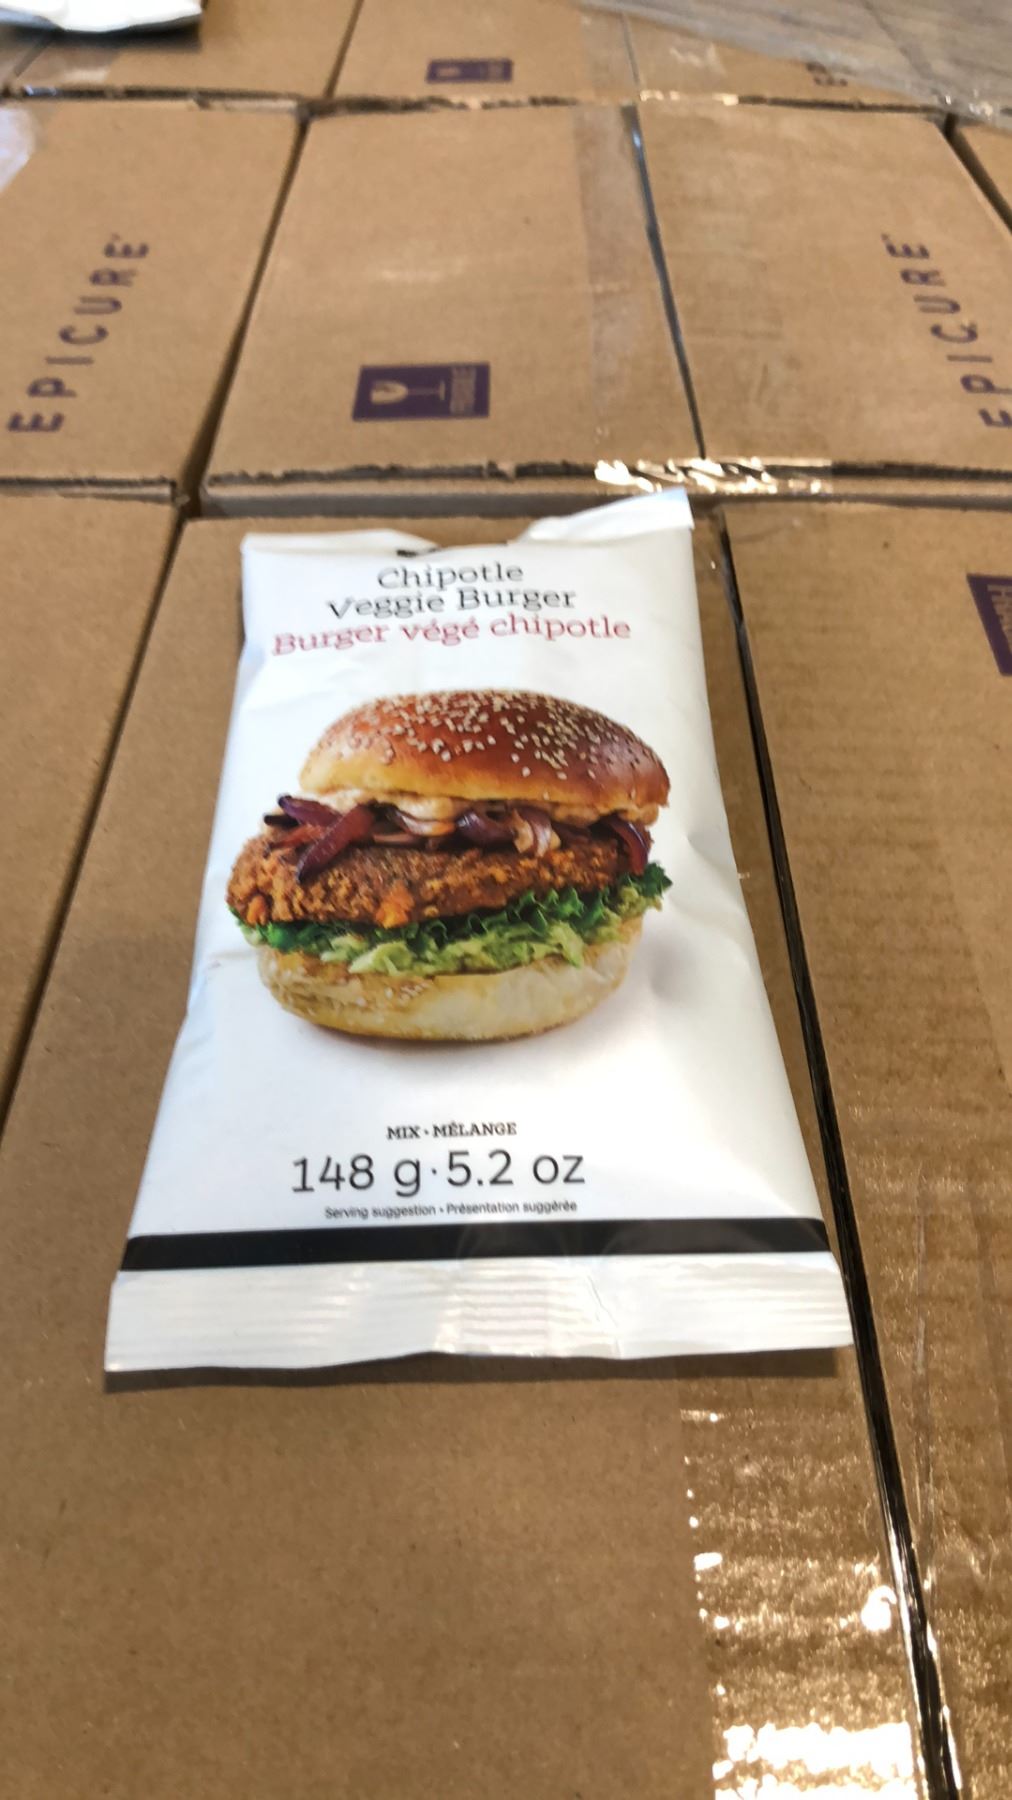 EPICURE
EPICURE
Chipotle
Veggie Burger
Burger végé chipotle
MIX • MÉLANGE
148 g • 5.2 oz
Serving suggestion • Présentation suggérée